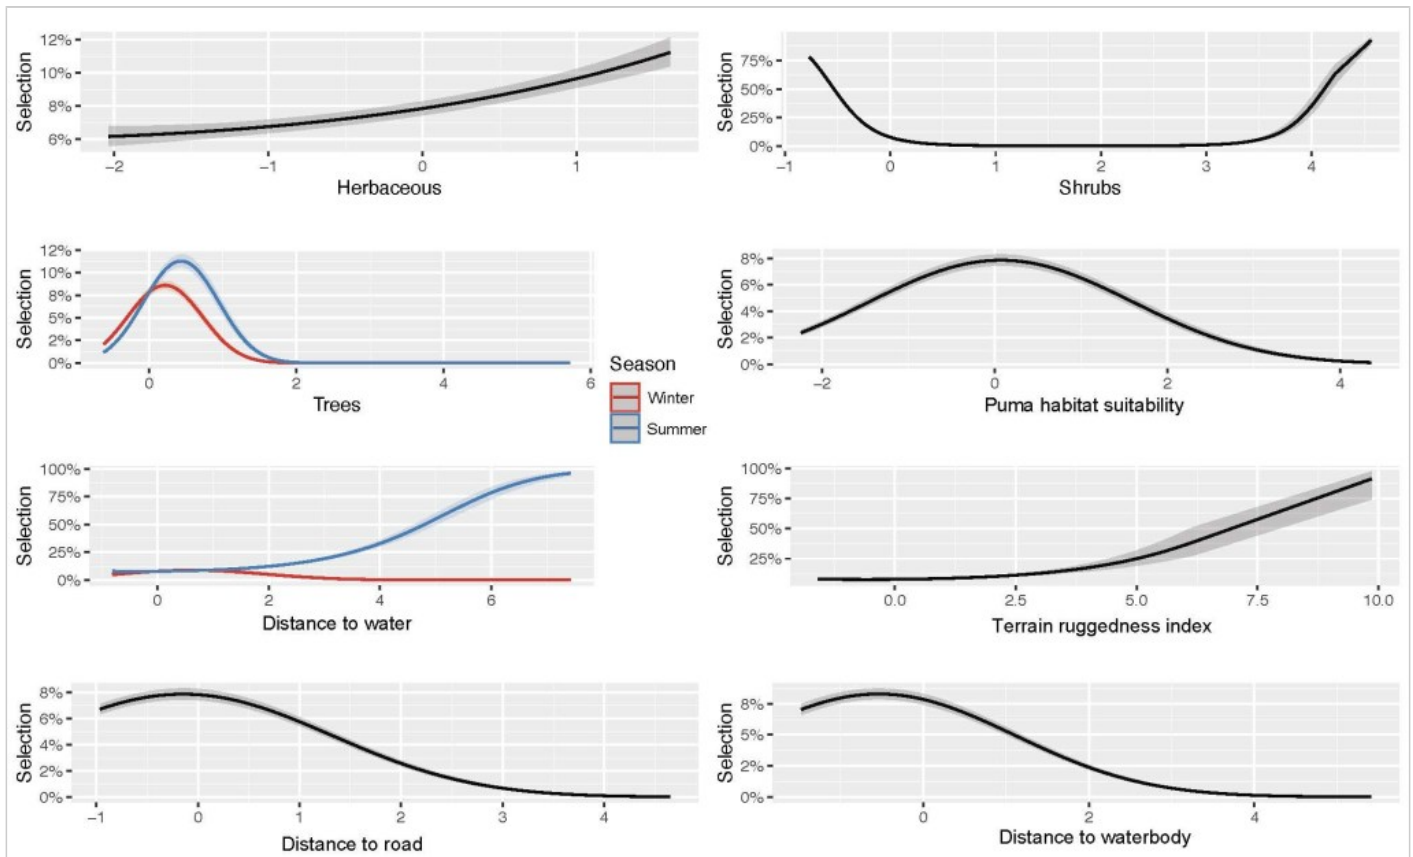 Selection
12%
10%
8%
6%
−2 −1 0 1
Herbaceous
Selection
75%
50%
25%
0%
−1 0 1 2 3 4
Shrubs
Selection
12%
10%
8%
5%
2%
0%
0 2 4 6
Trees
Season
Winter
Summer
Selection
8%
6%
4%
2%
0%
−2 0 2 4
Puma habitat suitability
Selection
100%
75%
50%
25%
0%
0 2 4 6
Distance to water
Selection
100%
75%
50%
25%
0.0 2.5 5.0 7.5 10.0
Terrain ruggedness index
Selection
8%
6%
4%
2%
0%
−1 0 1 2 3 4
Distance to road
Selection
8%
5%
2%
0%
0 2 4
Distance to waterbody